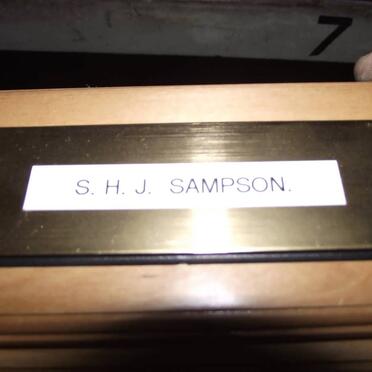 7
S. H. J. SAMPSON.